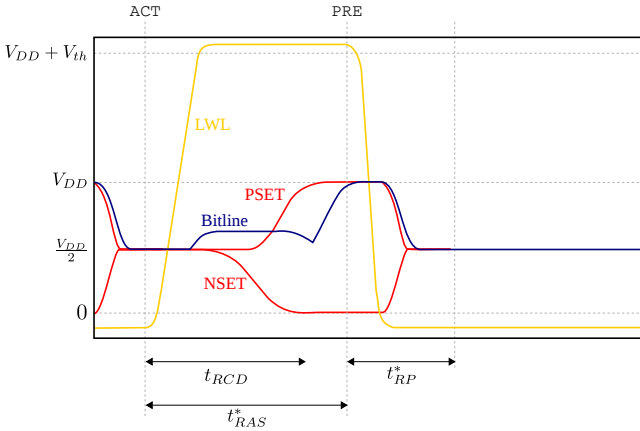 ACT PRE
V_DD + V_th
LWL
V_DD
PSET
Bitline
V_DD/2
NSET
0
t_RCD t*_RP
t*_RAS